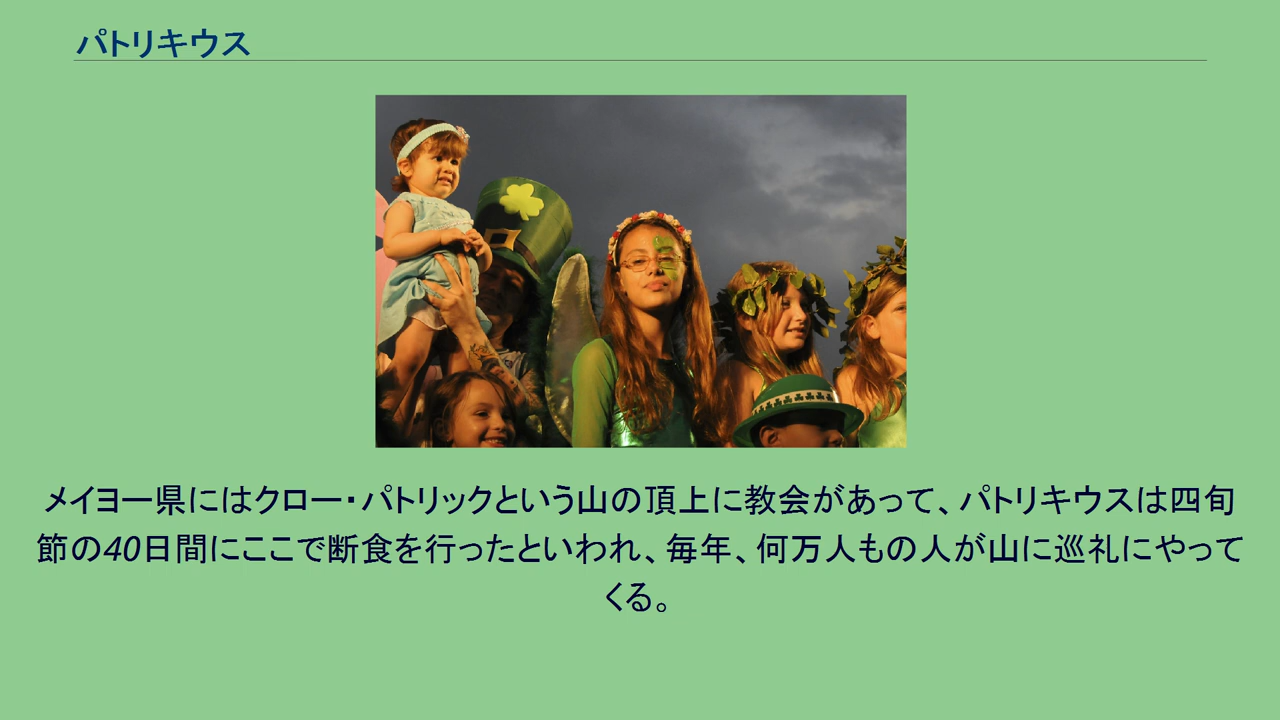 パトリキウス
メイヨー県にはクロー・パトリックという山の頂上に教会があって、パトリキウスは四旬
節の40日間にここで断食を行ったといわれ、毎年、何万人もの人が山に巡礼にやって
くる。